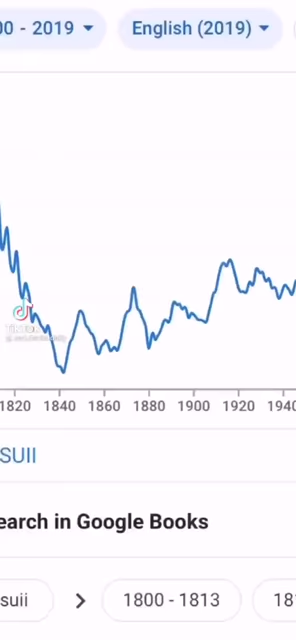 00 - 2019 English (2019)
1820 1840 1860 1880 1900 1920 1940
SUII
earch in Google Books
suii 1800 - 1813 18